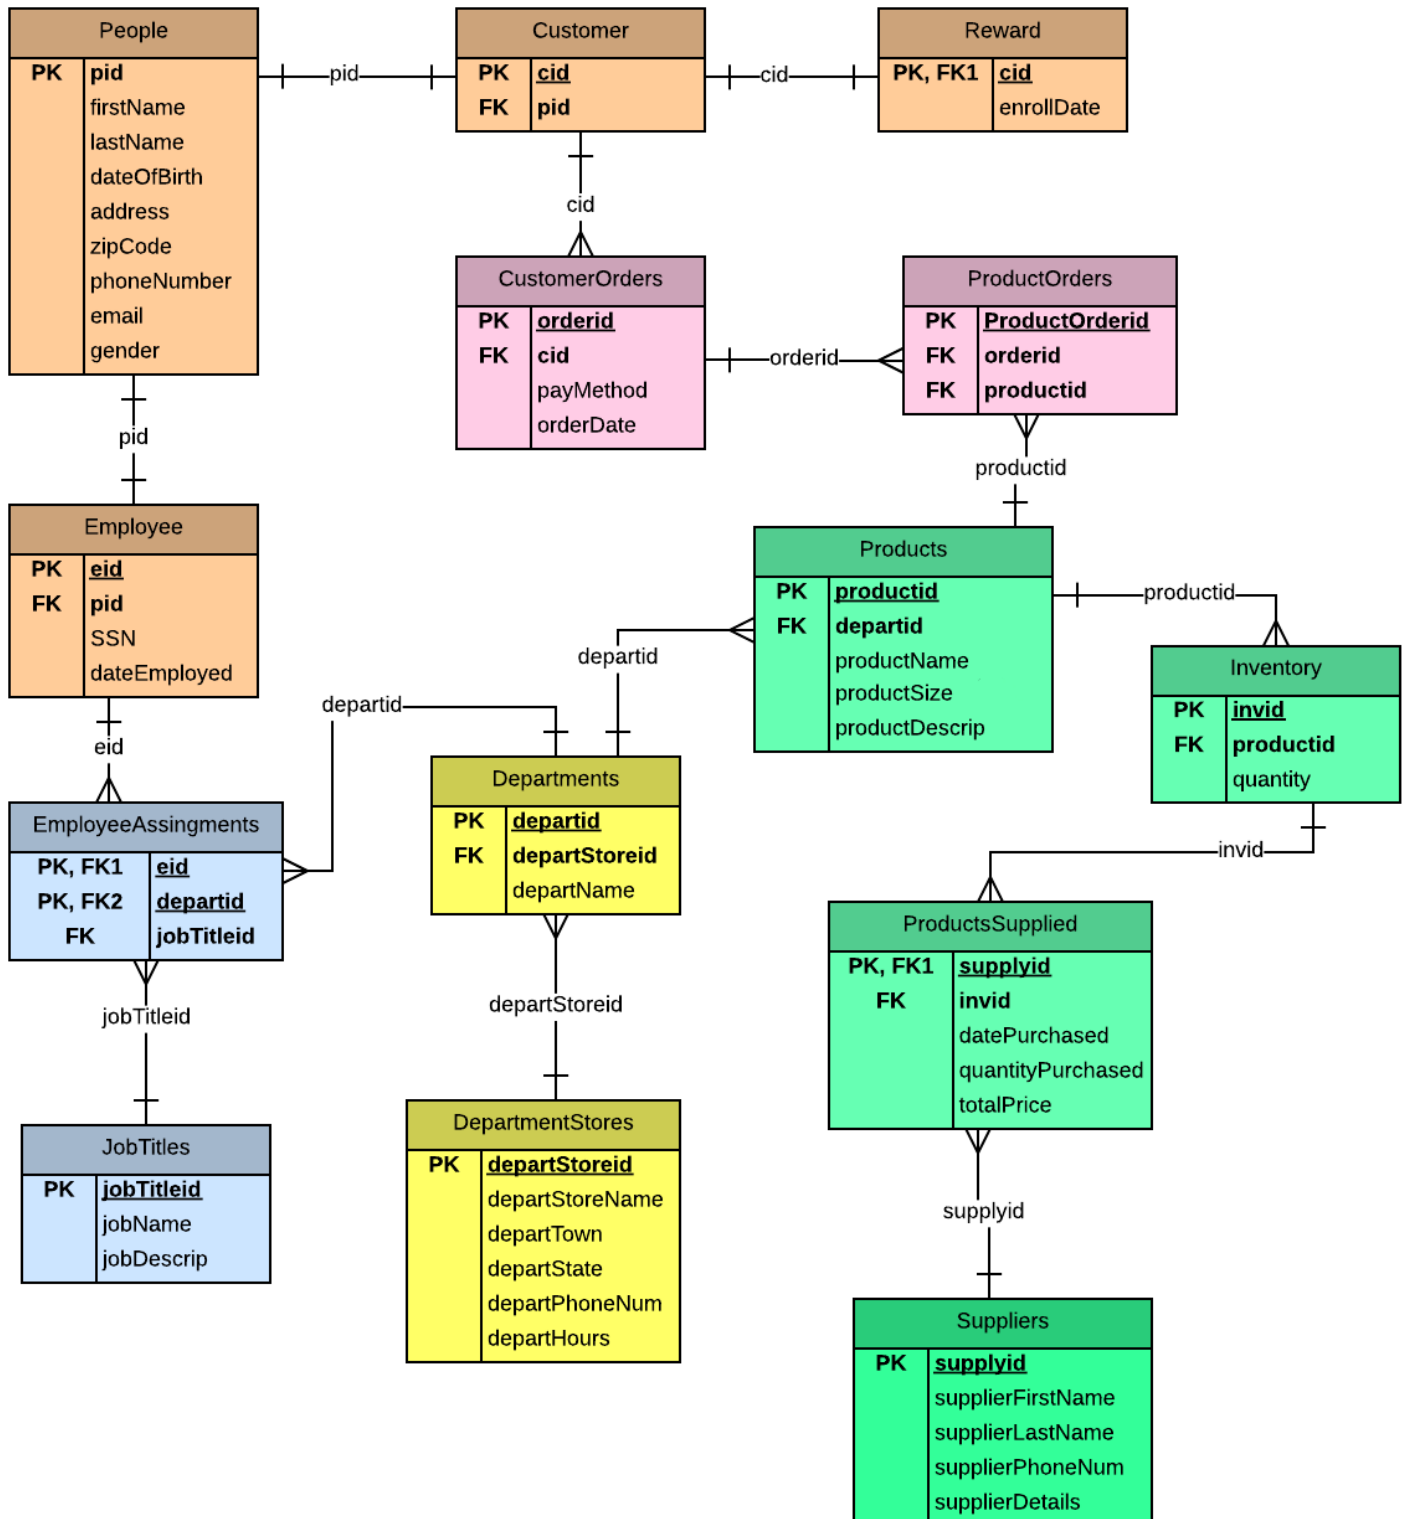 People
PK pid
firstName
lastName
dateOfBirth
address
zipCode
phoneNumber
email
gender
pid
Customer
PK cid
FK pid
cid
Reward
PK, FK1 cid
enrollDate
cid
CustomerOrders
PK orderid
FK cid
payMethod
orderDate
orderid
ProductOrders
PK ProductOrderid
FK orderid
FK productid
pid
productid
Employee
PK eid
FK pid
SSN
dateEmployed
Products
PK productid
FK departid
productName
productSize
productDescrip
productid
departid
departid
Inventory
PK invid
FK productid
quantity
eid
EmployeeAssingments
PK, FK1 eid
PK, FK2 departid
FK jobTitleid
Departments
PK departid
FK departStoreid
departName
invid
ProductsSupplied
PK, FK1 supplyid
FK invid
datePurchased
quantityPurchased
totalPrice
jobTitleid
departStoreid
JobTitles
PK jobTitleid
jobName
jobDescrip
DepartmentStores
PK departStoreid
departStoreName
departTown
departState
departPhoneNum
departHours
supplyid
Suppliers
PK supplyid
supplierFirstName
supplierLastName
supplierPhoneNum
supplierDetails